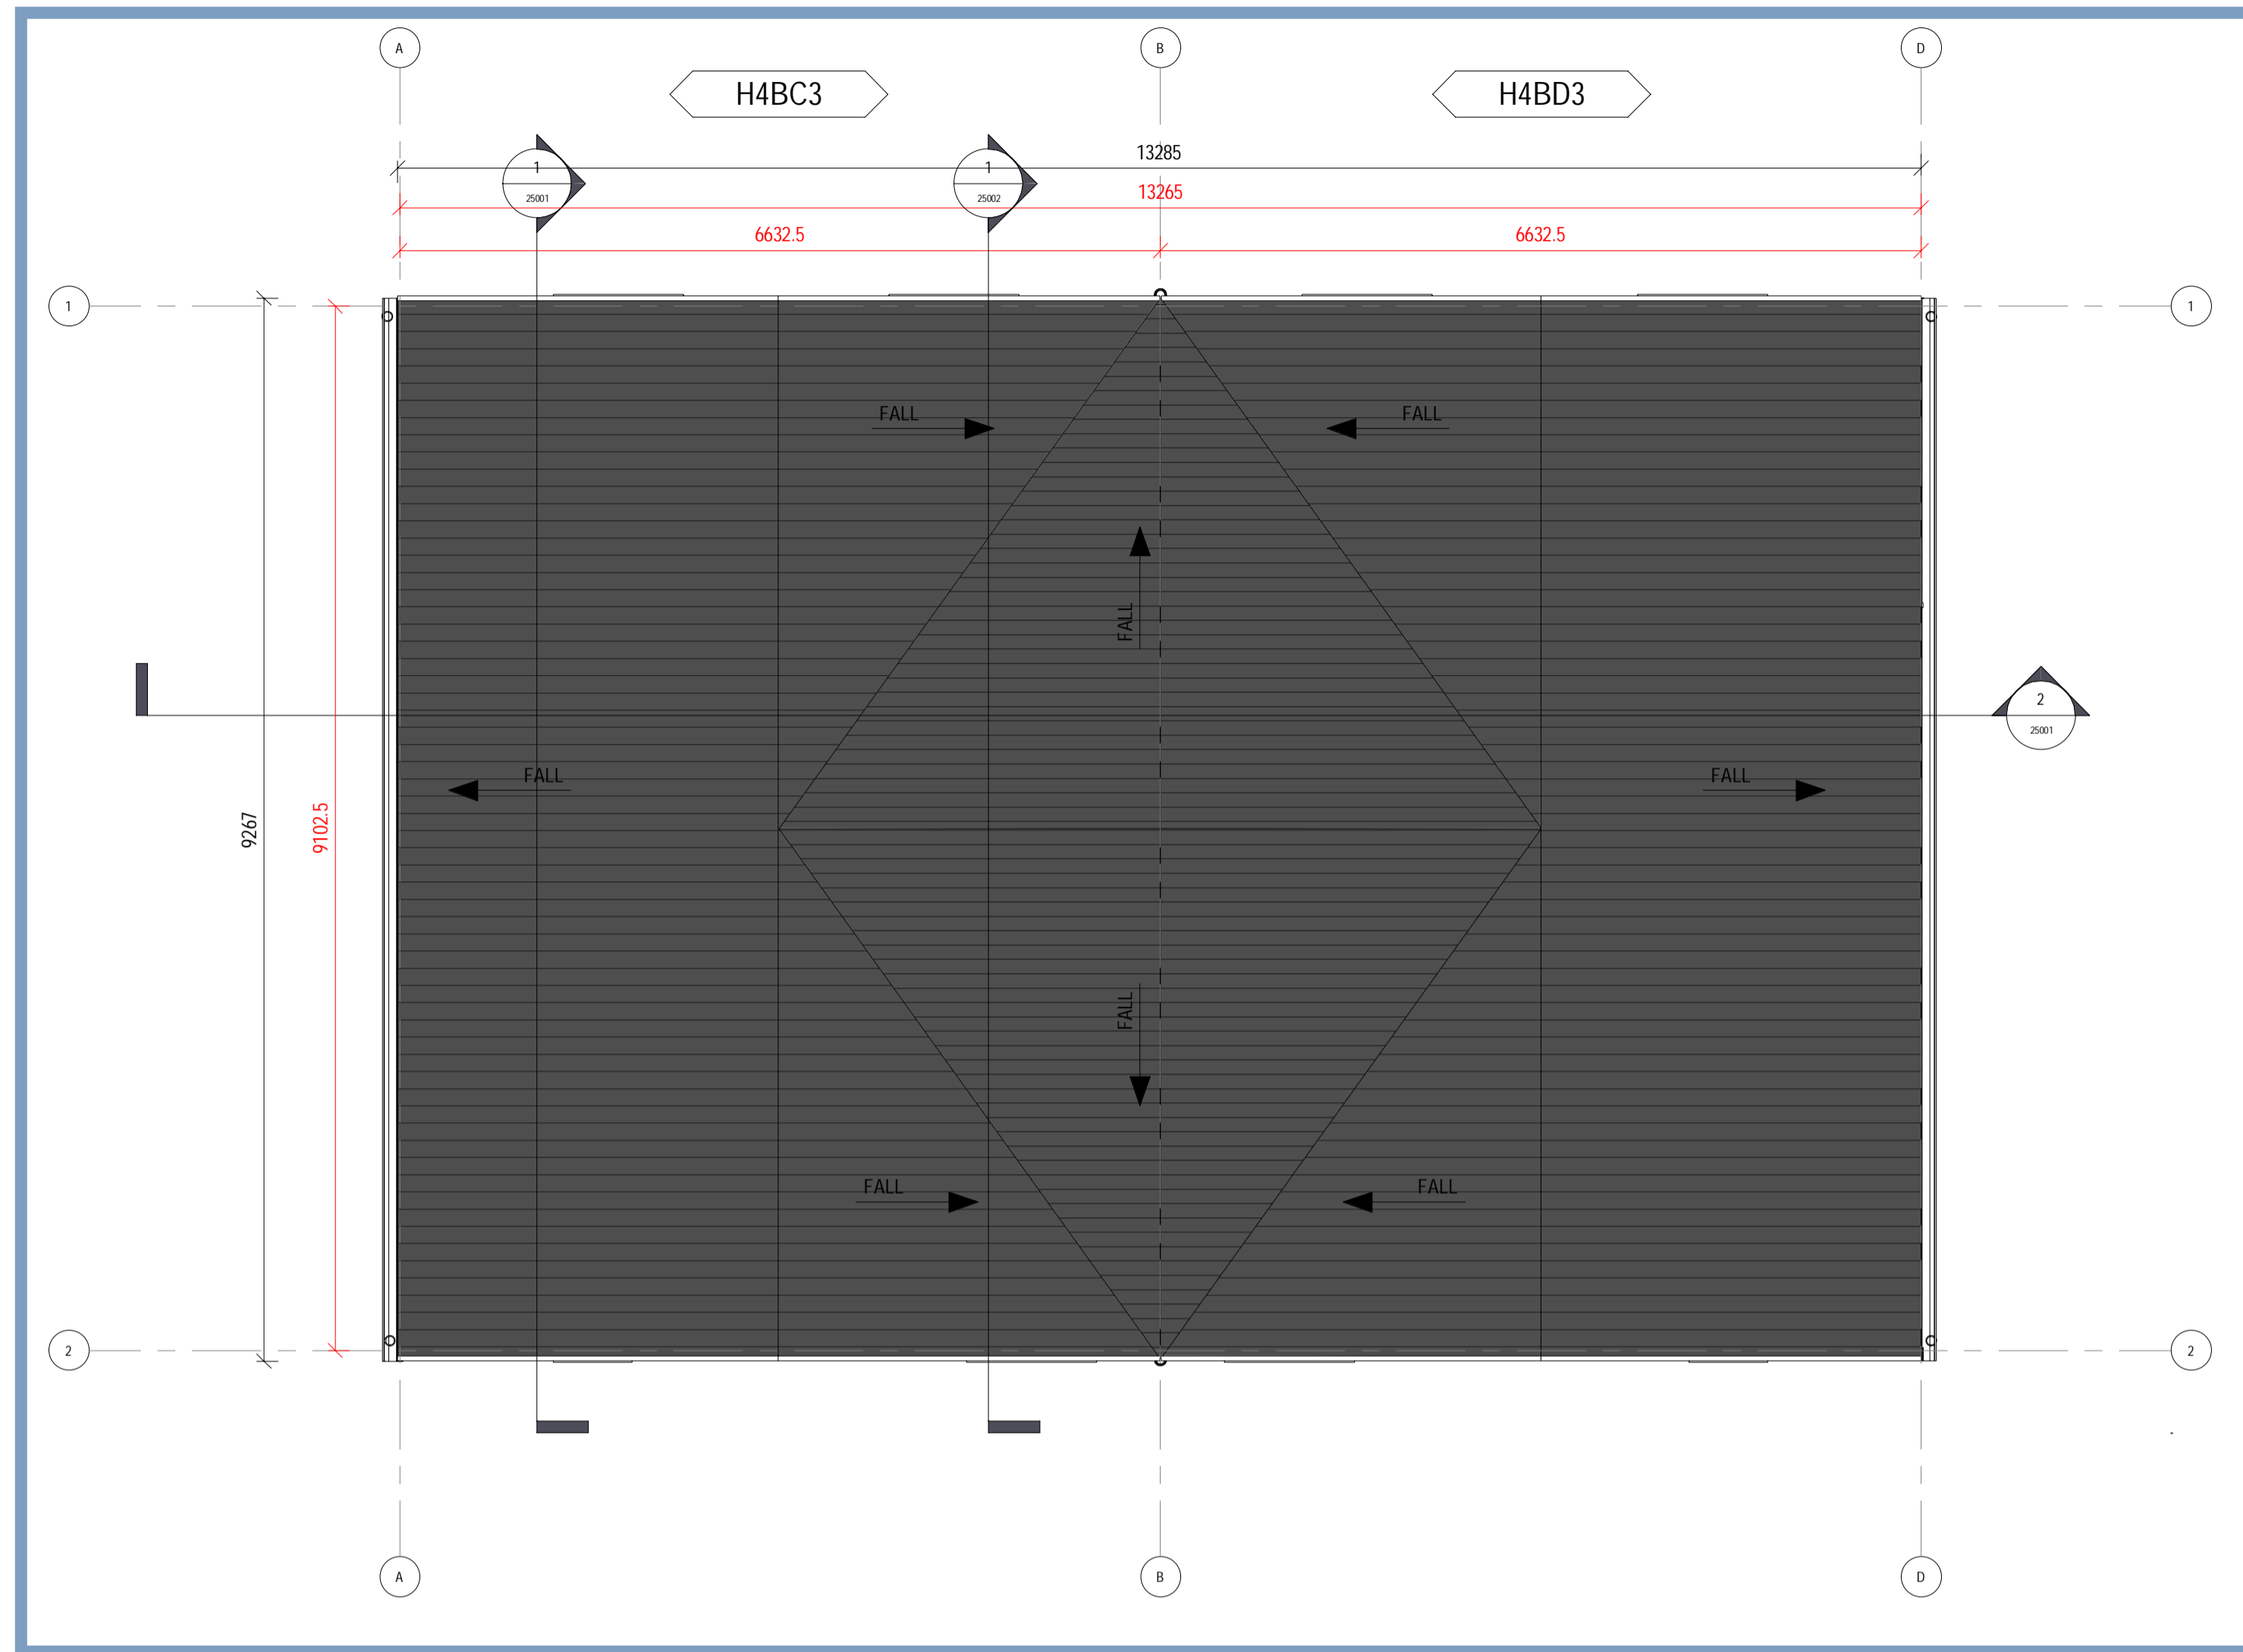 A B D
H4BC3 H4BD3
13285
1 1
25001 25002
13265
6632.5 6632.5
1 1
FALL FALL
FALL
2
25001
FALL FALL
9267
9102.5
FALL
FALL FALL
2 2
A B D